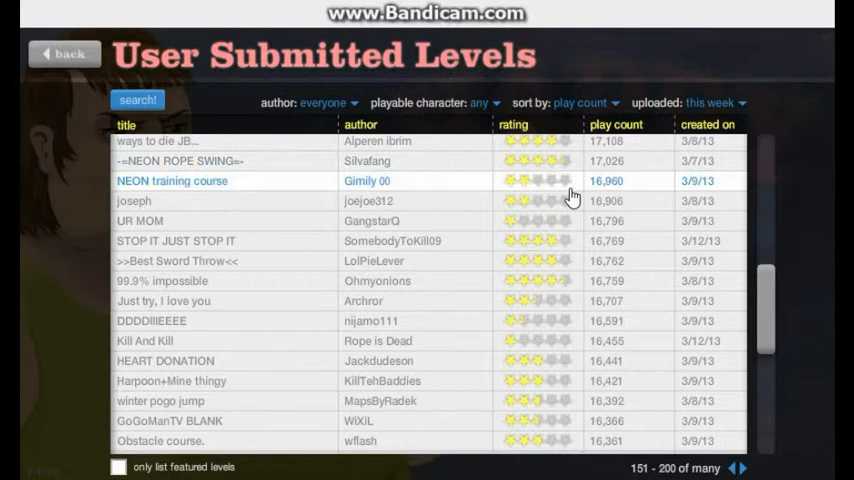 www.Bandicam.com
back
User Submitted Levels
search! author: everyone playable character: any sort by: play count uploaded: this week
title author rating play count created on
ways to die JB... Alperen ibrim 17,108 3/8/13
-=NEON ROPE SWING=- Silvafang 17,026 3/7/13
NEON training course Gimily 00 16,960 3/9/13
joseph joejoe312 16,906 3/8/13
UR MOM GangstarQ 16,796 3/9/13
STOP IT JUST STOP IT SomebodyToKill09 16,769 3/12/13
>>Best Sword Throw<< LolPieLever 16,762 3/9/13
99.9% impossible Ohmyonions 16,759 3/8/13
Just try, I love you Archror 16,707 3/9/13
DDDDIIIEEEE nijamo111 16,591 3/9/13
Kill And Kill Rope is Dead 16,455 3/12/13
HEART DONATION Jackdudeson 16,441 3/9/13
Harpoon+Mine thingy KillTehBaddies 16,421 3/9/13
winter pogo jump MapsByRadek 16,392 3/9/13
GoGoManTV BLANK WiXiL 16,366 3/9/13
Obstacle course. wflash 16,361 3/9/13
only list featured levels 151 - 200 of many